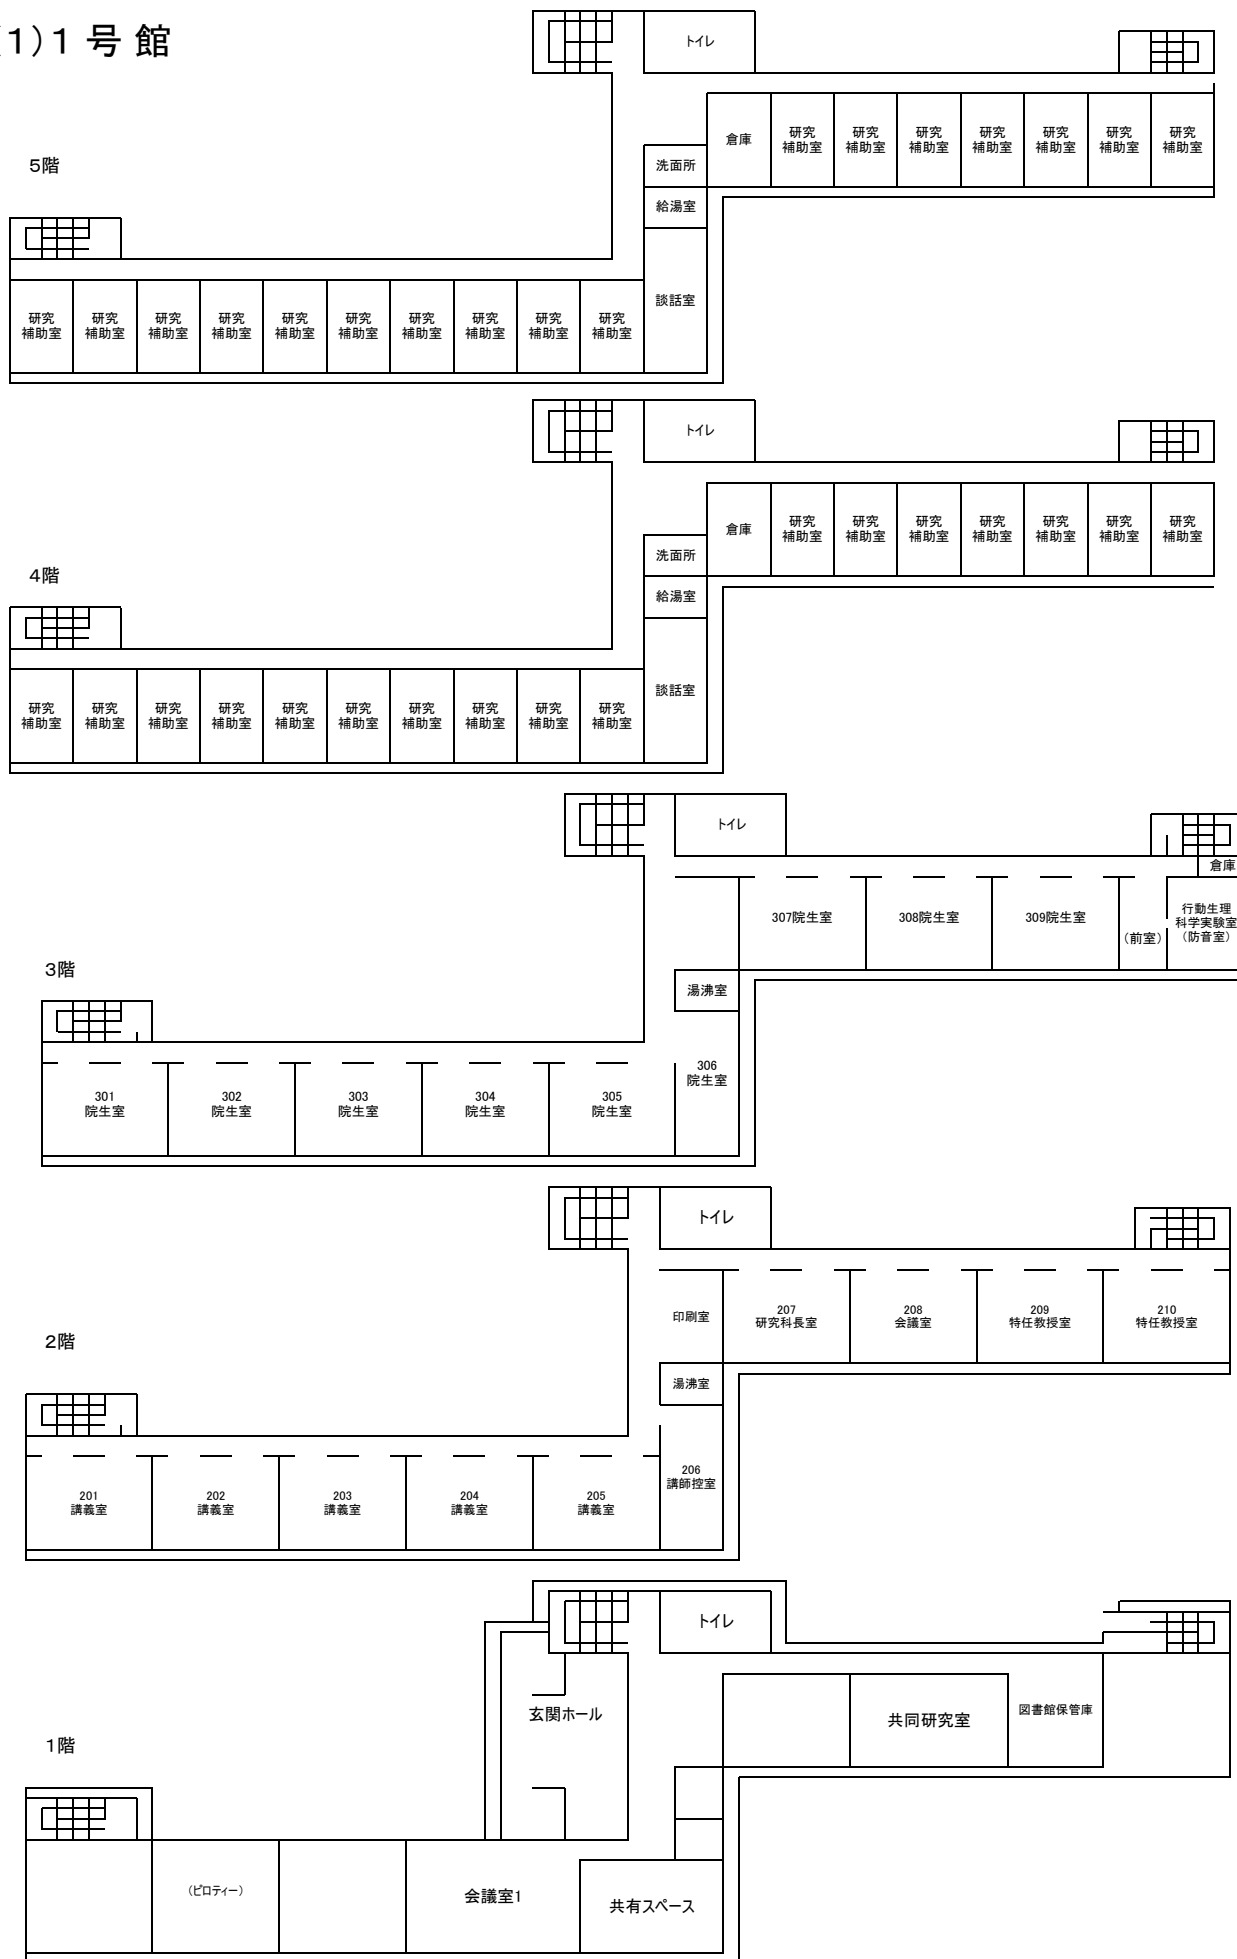 (1)1号館
トイレ
5階
倉庫
研究
補助室
研究
補助室
研究
補助室
研究
補助室
研究
補助室
研究
補助室
研究
補助室
洗面所
給湯室
談話室
研究
補助室
研究
補助室
研究
補助室
研究
補助室
研究
補助室
研究
補助室
研究
補助室
研究
補助室
研究
補助室
研究
補助室
トイレ
4階
倉庫
研究
補助室
研究
補助室
研究
補助室
研究
補助室
研究
補助室
研究
補助室
研究
補助室
洗面所
給湯室
談話室
研究
補助室
研究
補助室
研究
補助室
研究
補助室
研究
補助室
研究
補助室
研究
補助室
研究
補助室
研究
補助室
研究
補助室
トイレ
倉庫
3階
307院生室
308院生室
309院生室
(前室)
行動生理
科学実験室
(防音室)
湯沸室
301
院生室
302
院生室
303
院生室
304
院生室
305
院生室
306
院生室
トイレ
2階
印刷室
207
研究科長室
208
会議室
209
特任教授室
210
特任教授室
湯沸室
201
講義室
202
講義室
203
講義室
204
講義室
205
講義室
206
講師控室
トイレ
1階
玄関ホール
共同研究室
図書館保管庫
(ピロティー)
会議室1
共有スペース